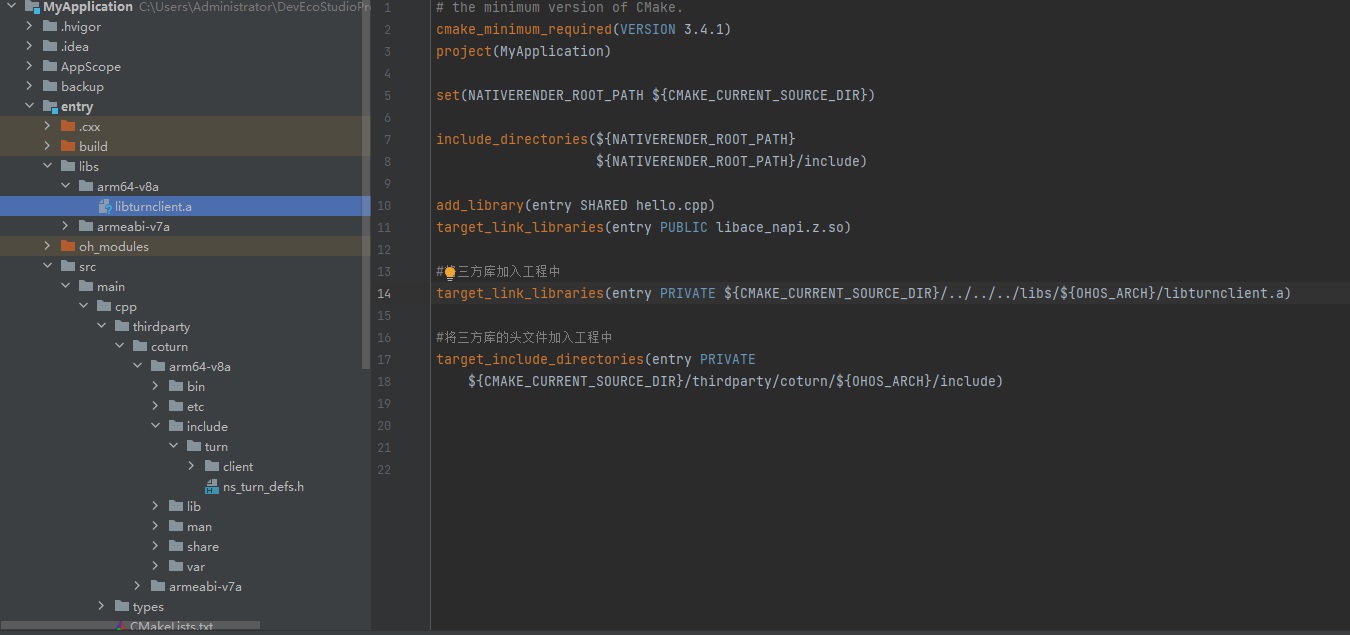 MyApplication C:\Users\Administrator\DevEcoStudioPr
.hvigor
.idea
AppScope
backup
entry
.cxx
build
libs
arm64-v8a
libturnclient.a
armeabi-v7a
oh_modules
src
main
cpp
thirdparty
coturn
arm64-v8a
bin
etc
include
turn
client
ns_turn_defs.h
lib
man
share
var
armeabi-v7a
types
CMakeLists.txt
1 # the minimum version of CMake.
2 cmake_minimum_required(VERSION 3.4.1)
3 project(MyApplication)
4
5 set(NATIVERENDER_ROOT_PATH ${CMAKE_CURRENT_SOURCE_DIR})
6
7 include_directories(${NATIVERENDER_ROOT_PATH}
8 ${NATIVERENDER_ROOT_PATH}/include)
9
10 add_library(entry SHARED hello.cpp)
11 target_link_libraries(entry PUBLIC libace_napi.z.so)
12
13 #三方库加入工程中
14 target_link_libraries(entry PRIVATE ${CMAKE_CURRENT_SOURCE_DIR}/../../../libs/${OHOS_ARCH}/libturnclient.a)
15
16 #将三方库的头文件加入工程中
17 target_include_directories(entry PRIVATE
18 ${CMAKE_CURRENT_SOURCE_DIR}/thirdparty/coturn/${OHOS_ARCH}/include)
19
20
21
22